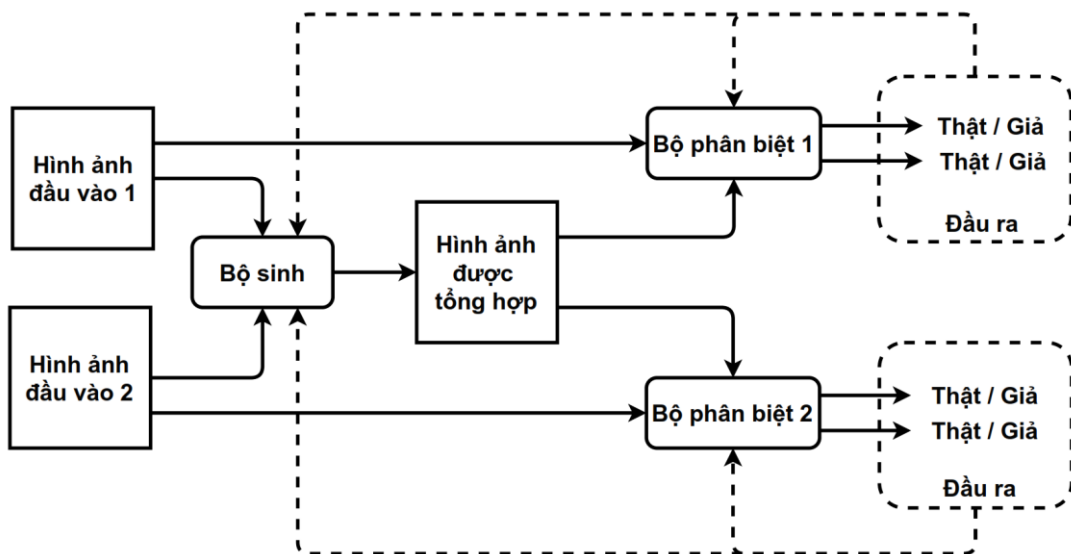 Hình ảnh
đầu vào 1
Bộ phân biệt 1
Thật / Giả
Thật / Giả
Đầu ra
Bộ sinh
Hình ảnh
được
tổng hợp
Hình ảnh
đầu vào 2
Bộ phân biệt 2
Thật / Giả
Thật / Giả
Đầu ra